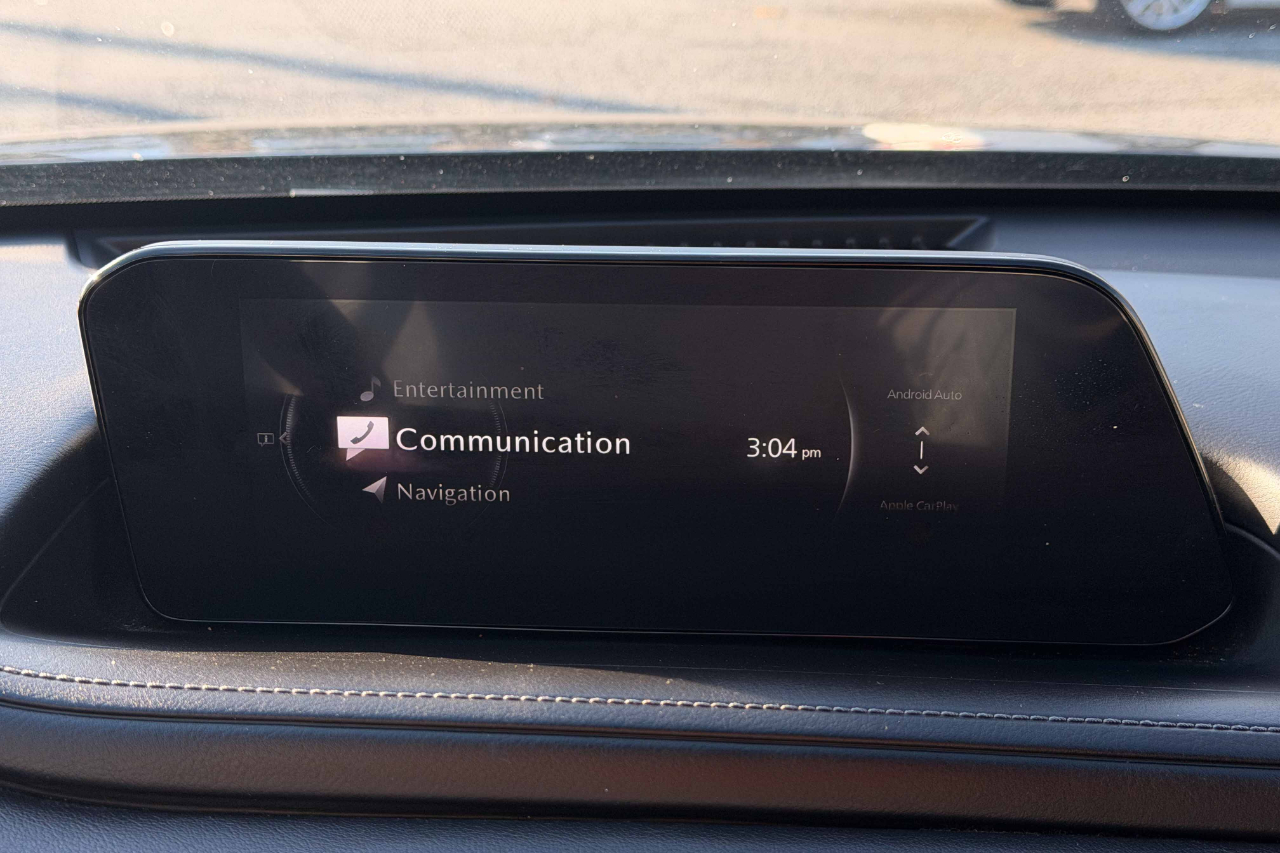 Entertainment
Communication
Navigation
3:04 pm
Android Auto
Apple CarPlay